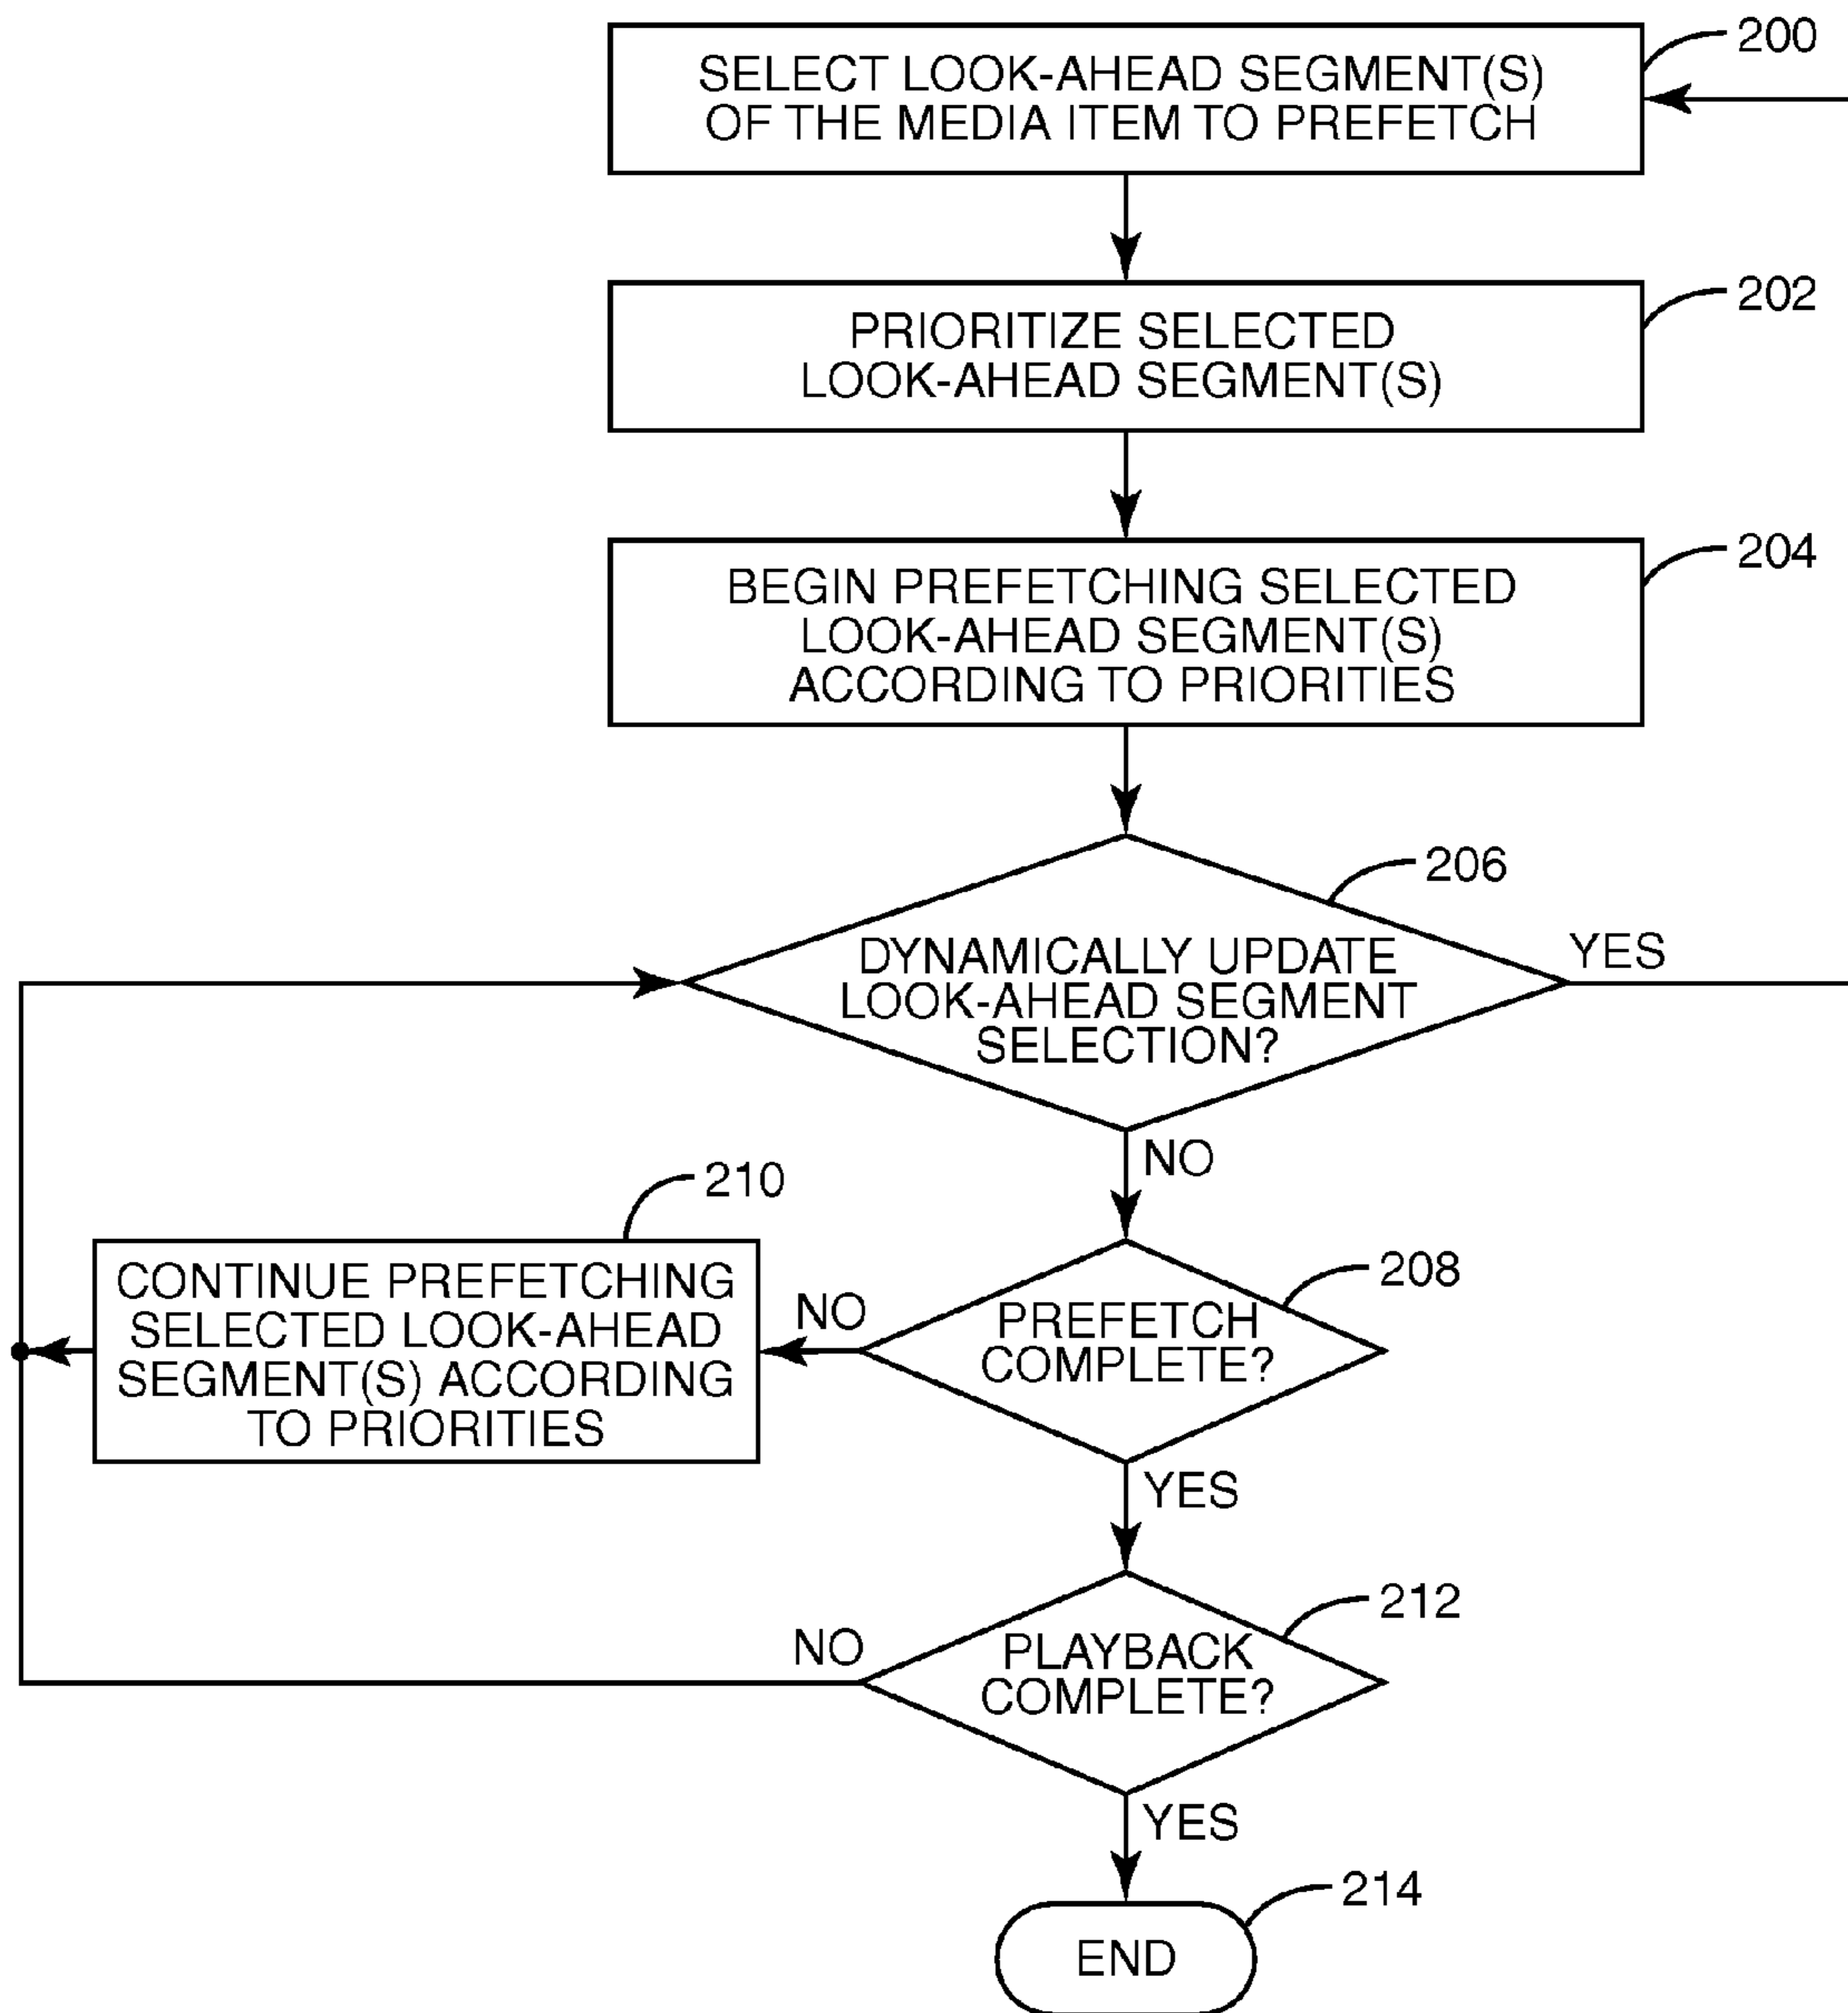 200
SELECT LOOK-AHEAD SEGMENT(S)
OF THE MEDIA ITEM TO PREFETCH
202
PRIORITIZE SELECTED
LOOK-AHEAD SEGMENT(S)
204
BEGIN PREFETCHING SELECTED
LOOK-AHEAD SEGMENT(S)
ACCORDING TO PRIORITIES
206
DYNAMICALLY UPDATE
LOOK-AHEAD SEGMENT
SELECTION?
YES
NO
210
CONTINUE PREFETCHING
SELECTED LOOK-AHEAD
SEGMENT(S) ACCORDING
TO PRIORITIES
NO
208
PREFETCH
COMPLETE?
YES
212
NO
PLAYBACK
COMPLETE?
YES
214
END